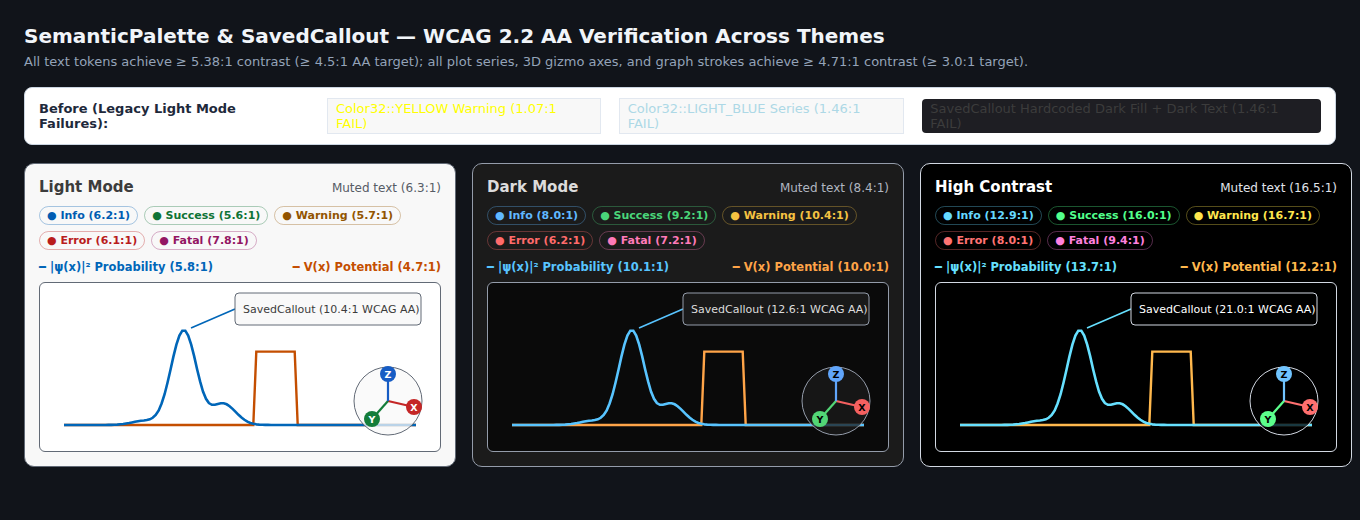 SemanticPalette & SavedCallout — WCAG 2.2 AA Verification Across Themes
All text tokens achieve ≥ 5.38:1 contrast (≥ 4.5:1 AA target); all plot series, 3D gizmo axes, and graph strokes achieve ≥ 4.71:1 contrast (≥ 3.0:1 target).
Before (Legacy Light Mode
Failures):
Color32::YELLOW Warning (1.07:1
FAIL)
Color32::LIGHT_BLUE Series (1.46:1
FAIL)
SavedCallout Hardcoded Dark Fill + Dark Text (1.46:1
FAIL)
Light Mode
Muted text (6.3:1)
● Info (6.2:1)
● Success (5.6:1)
● Warning (5.7:1)
● Error (6.1:1)
● Fatal (7.8:1)
━ |ψ(x)|² Probability (5.8:1)
━ V(x) Potential (4.7:1)
SavedCallout (10.4:1 WCAG AA)
Z
X
Y
Dark Mode
Muted text (8.4:1)
● Info (8.0:1)
● Success (9.2:1)
● Warning (10.4:1)
● Error (6.2:1)
● Fatal (7.2:1)
━ |ψ(x)|² Probability (10.1:1)
━ V(x) Potential (10.0:1)
SavedCallout (12.6:1 WCAG AA)
Z
X
Y
High Contrast
Muted text (16.5:1)
● Info (12.9:1)
● Success (16.0:1)
● Warning (16.7:1)
● Error (8.0:1)
● Fatal (9.4:1)
━ |ψ(x)|² Probability (13.7:1)
━ V(x) Potential (12.2:1)
SavedCallout (21.0:1 WCAG AA)
Z
X
Y